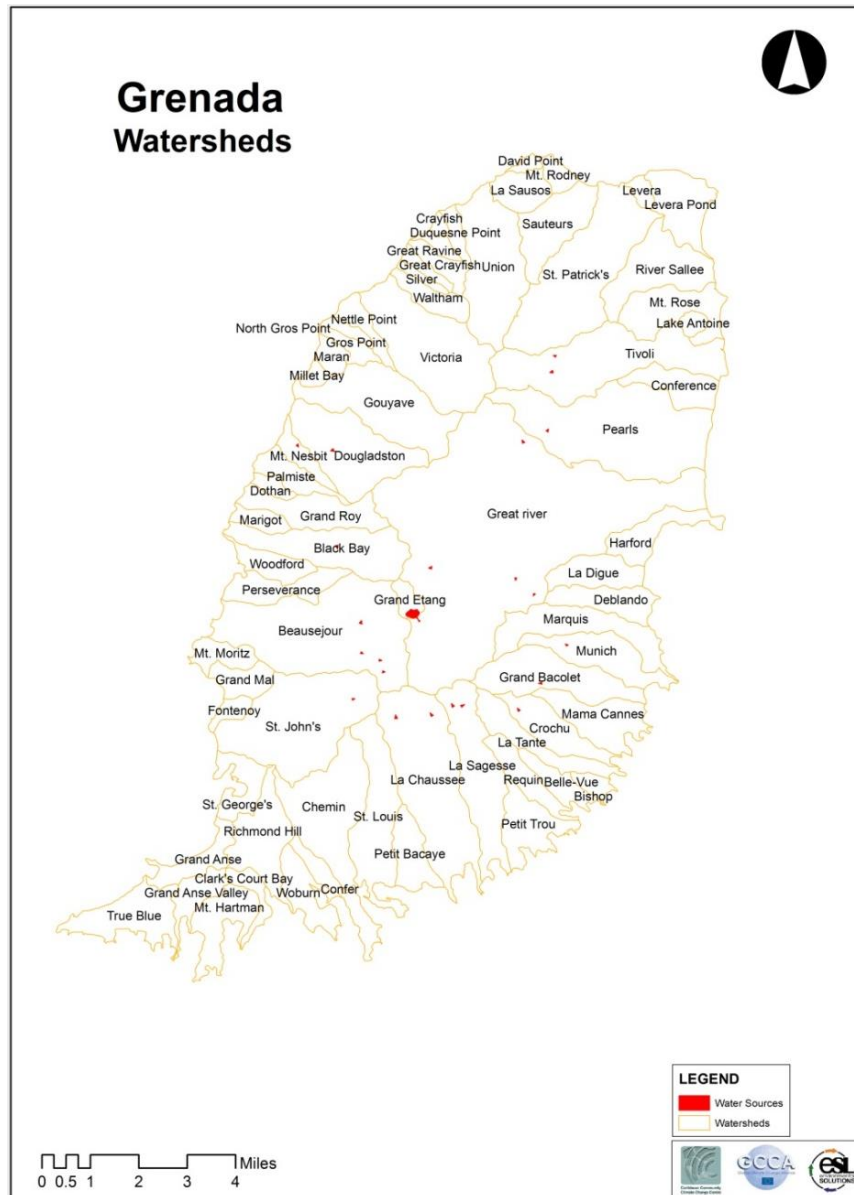 Grenada
Watersheds
David Point
Mt. Rodney
La Sausos
Levera
Levera Pond
Crayfish
Sauteurs
Duquesne Point
Great Ravine
Great Crayfish
Union
River Sallee
St. Patrick's
Silver
Waltham
Mt. Rose
Nettle Point
Lake Antoine
North Gros Point
Gros Point
Maran
Victoria
Tivoli
Millet Bay
Conference
Gouyave
Pearls
Mt. Nesbit
Dougladston
Palmiste
Dothan
Grand Roy
Great river
Marigot
Black Bay
Harford
Woodford
La Digue
Perseverance
Grand Etang
Deblando
Marquis
Beausejour
Mt. Moritz
Munich
Grand Mal
Grand Bacolet
Fontenoy
Mama Cannes
St. John's
Crochu
La Tante
La Sagesse
La Chaussee
Requin
Belle-Vue
Bishop
St. George's
Chemin
St. Louis
Petit Trou
Richmond Hill
Petit Bacaye
Grand Anse
Clark's Court Bay
Grand Anse Valley
Woburn
Confer
Mt. Hartman
True Blue
LEGEND
Water Sources
Watersheds
Miles
0 0.5 1 2 3 4
GCCA
esl
SOLUTIONS